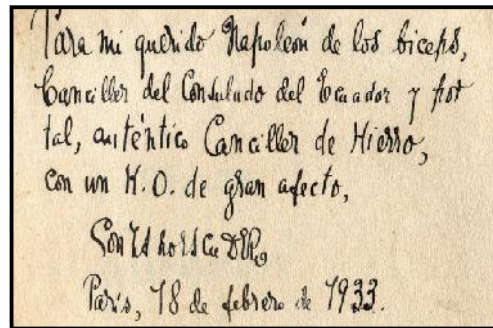 Para mi querido Napoleón de los biceps,
Canciller del Consulado del Ecuador y por
tal, auténtico Canciller de Hierro,
con un K.O. de gran afecto,
París, 18 de febrero de 1933.